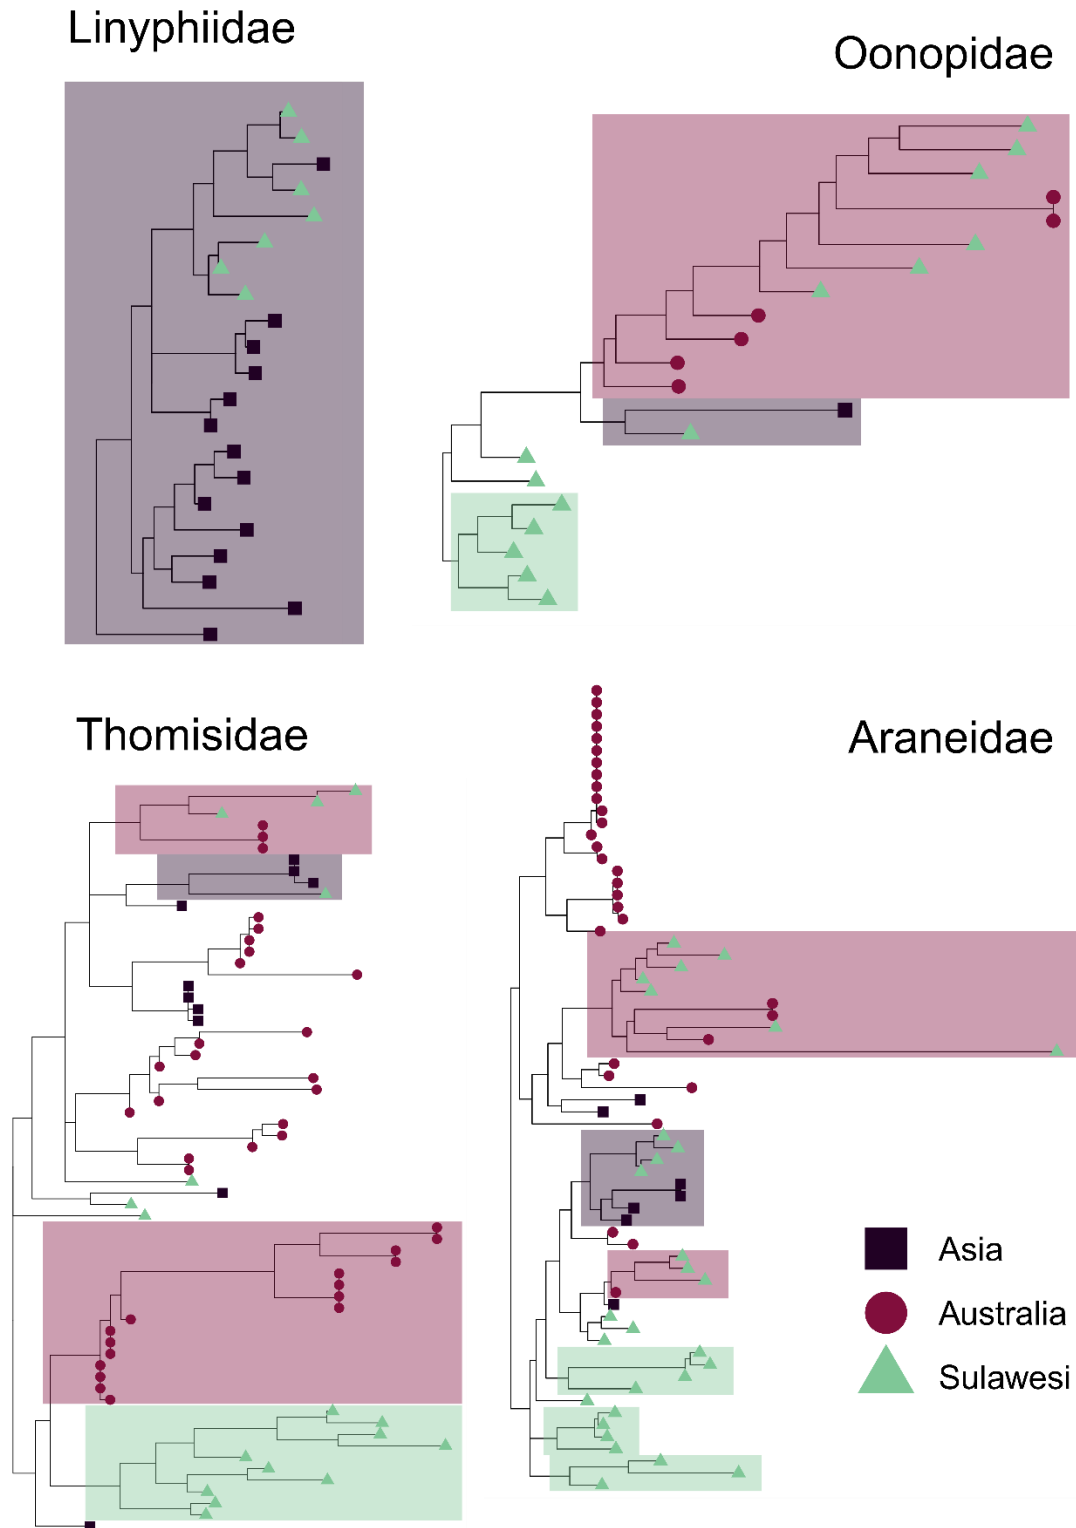 Linyphiidae
Oonopidae
Thomisidae
Araneidae
Asia
Australia
Sulawesi